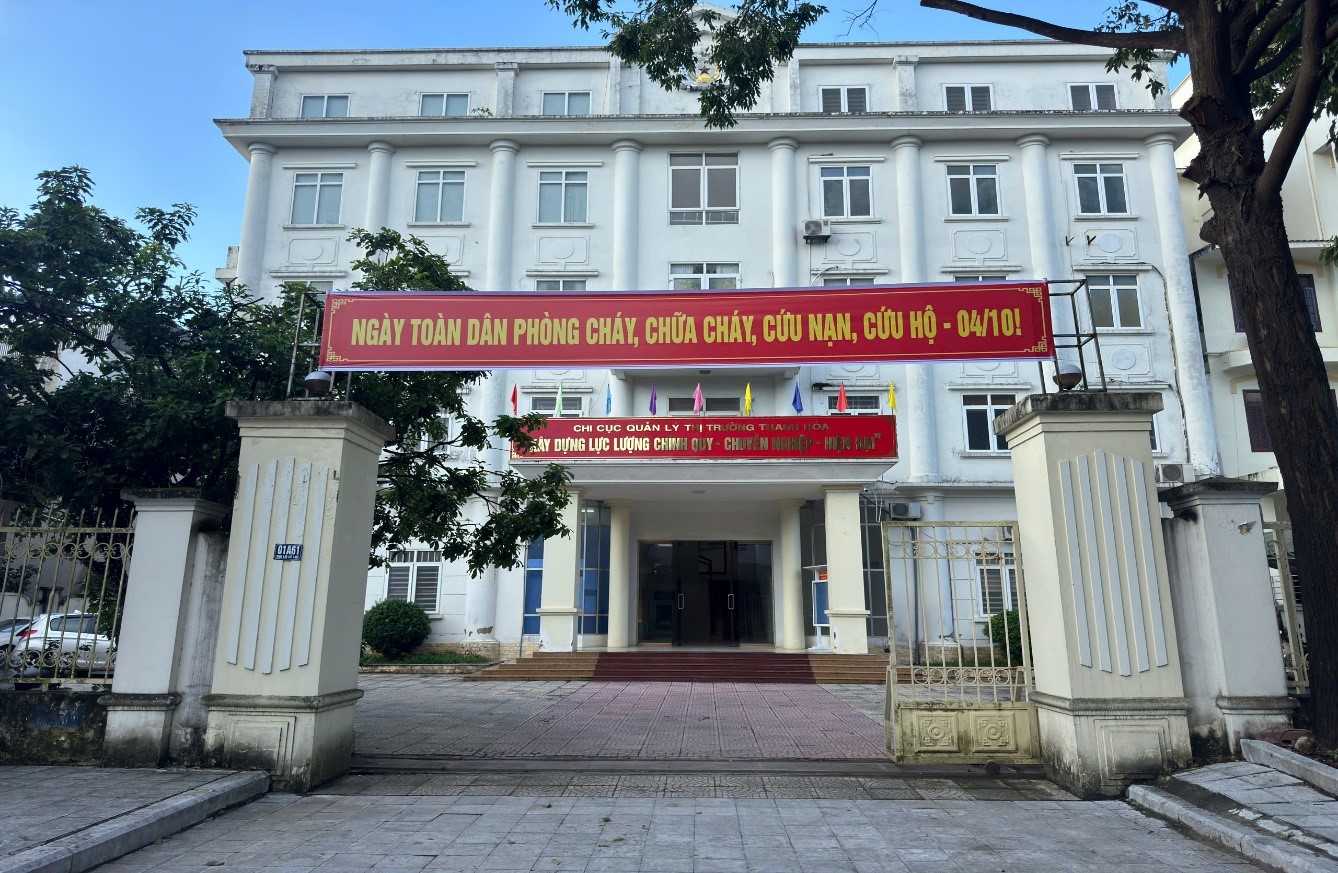 NGÀY TOÀN DÂN PHÒNG CHÁY, CHỮA CHÁY, CỨU NẠN, CỨU HỘ - 04/10!
CHI CỤC QUẢN LÝ THỊ TRƯỜNG THANH HÓA
XÂY DỰNG LỰC LƯỢNG CHÍNH QUY - CHUYÊN NGHIỆP - HIỆN ĐẠI"
01A61